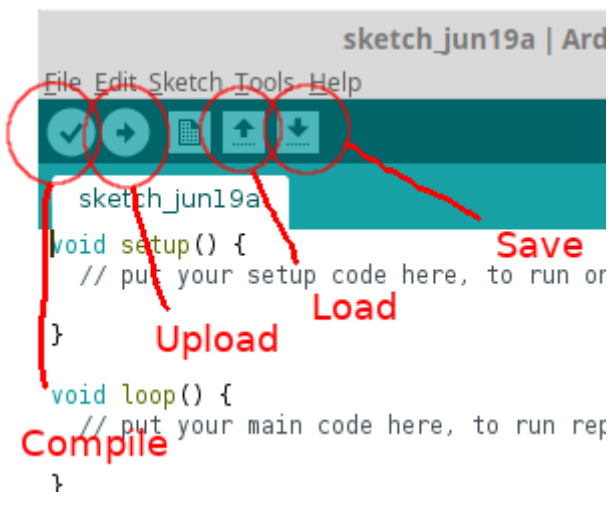 sketch_jun19a | Ard
File Edit Sketch Tools Help
sketch_jun19a
void setup() {
// put your setup code here, to run on
}
void loop() {
// put your main code here, to run rep
}
Save
Load
Upload
Compile